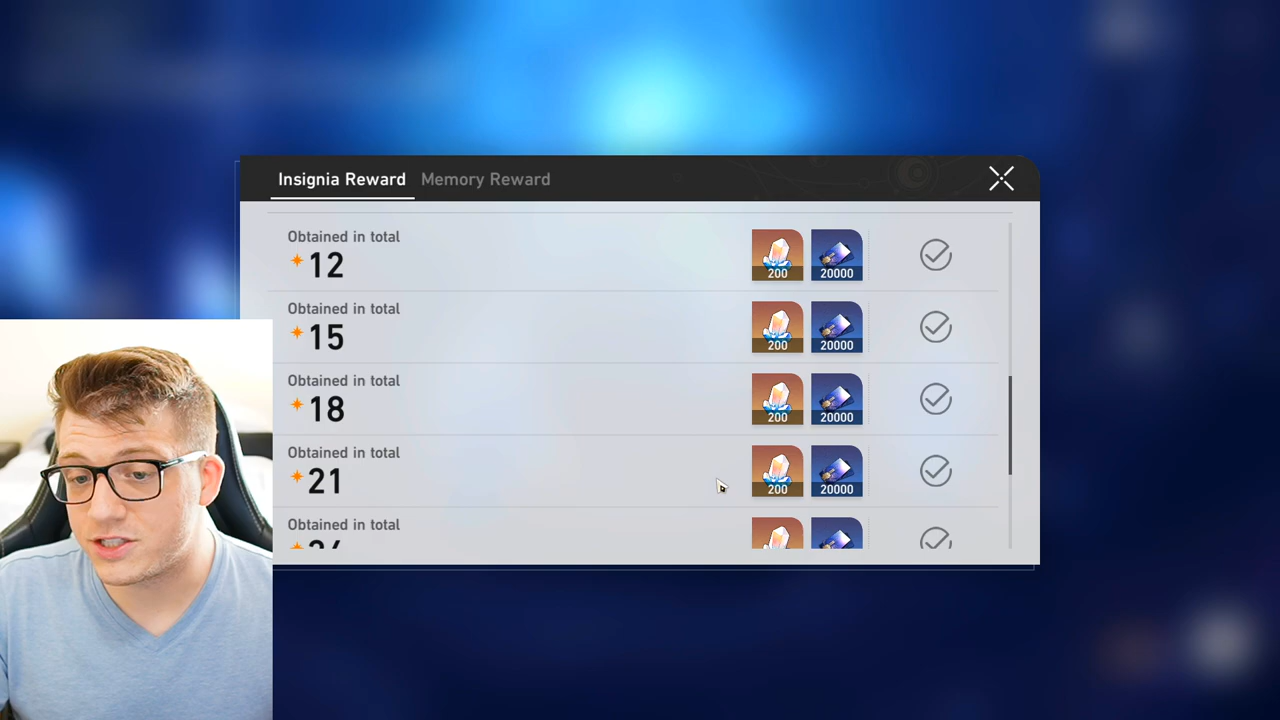 Insignia Reward Memory Reward
Obtained in total
12
200 20000
Obtained in total
15
200 20000
Obtained in total
18
200 20000
Obtained in total
21
200 20000
Obtained in total